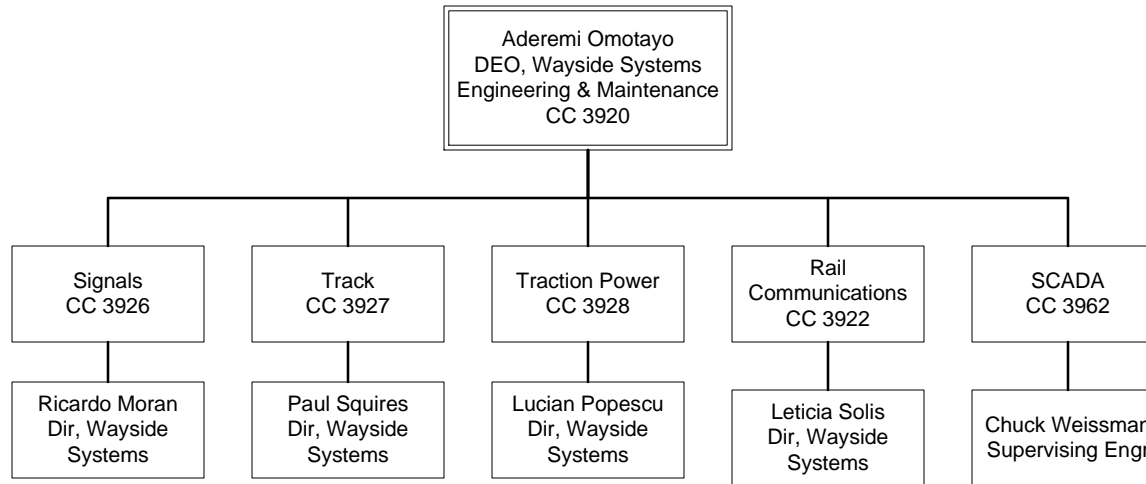 Aderemi Omotayo
DEO, Wayside Systems
Engineering & Maintenance
CC 3920
Signals
CC 3926
Track
CC 3927
Traction Power
CC 3928
Rail
Communications
CC 3922
SCADA
CC 3962
Ricardo Moran
Dir, Wayside
Systems
Paul Squires
Dir, Wayside
Systems
Lucian Popescu
Dir, Wayside
Systems
Leticia Solis
Dir, Wayside
Systems
Chuck Weissman
Supervising Engr